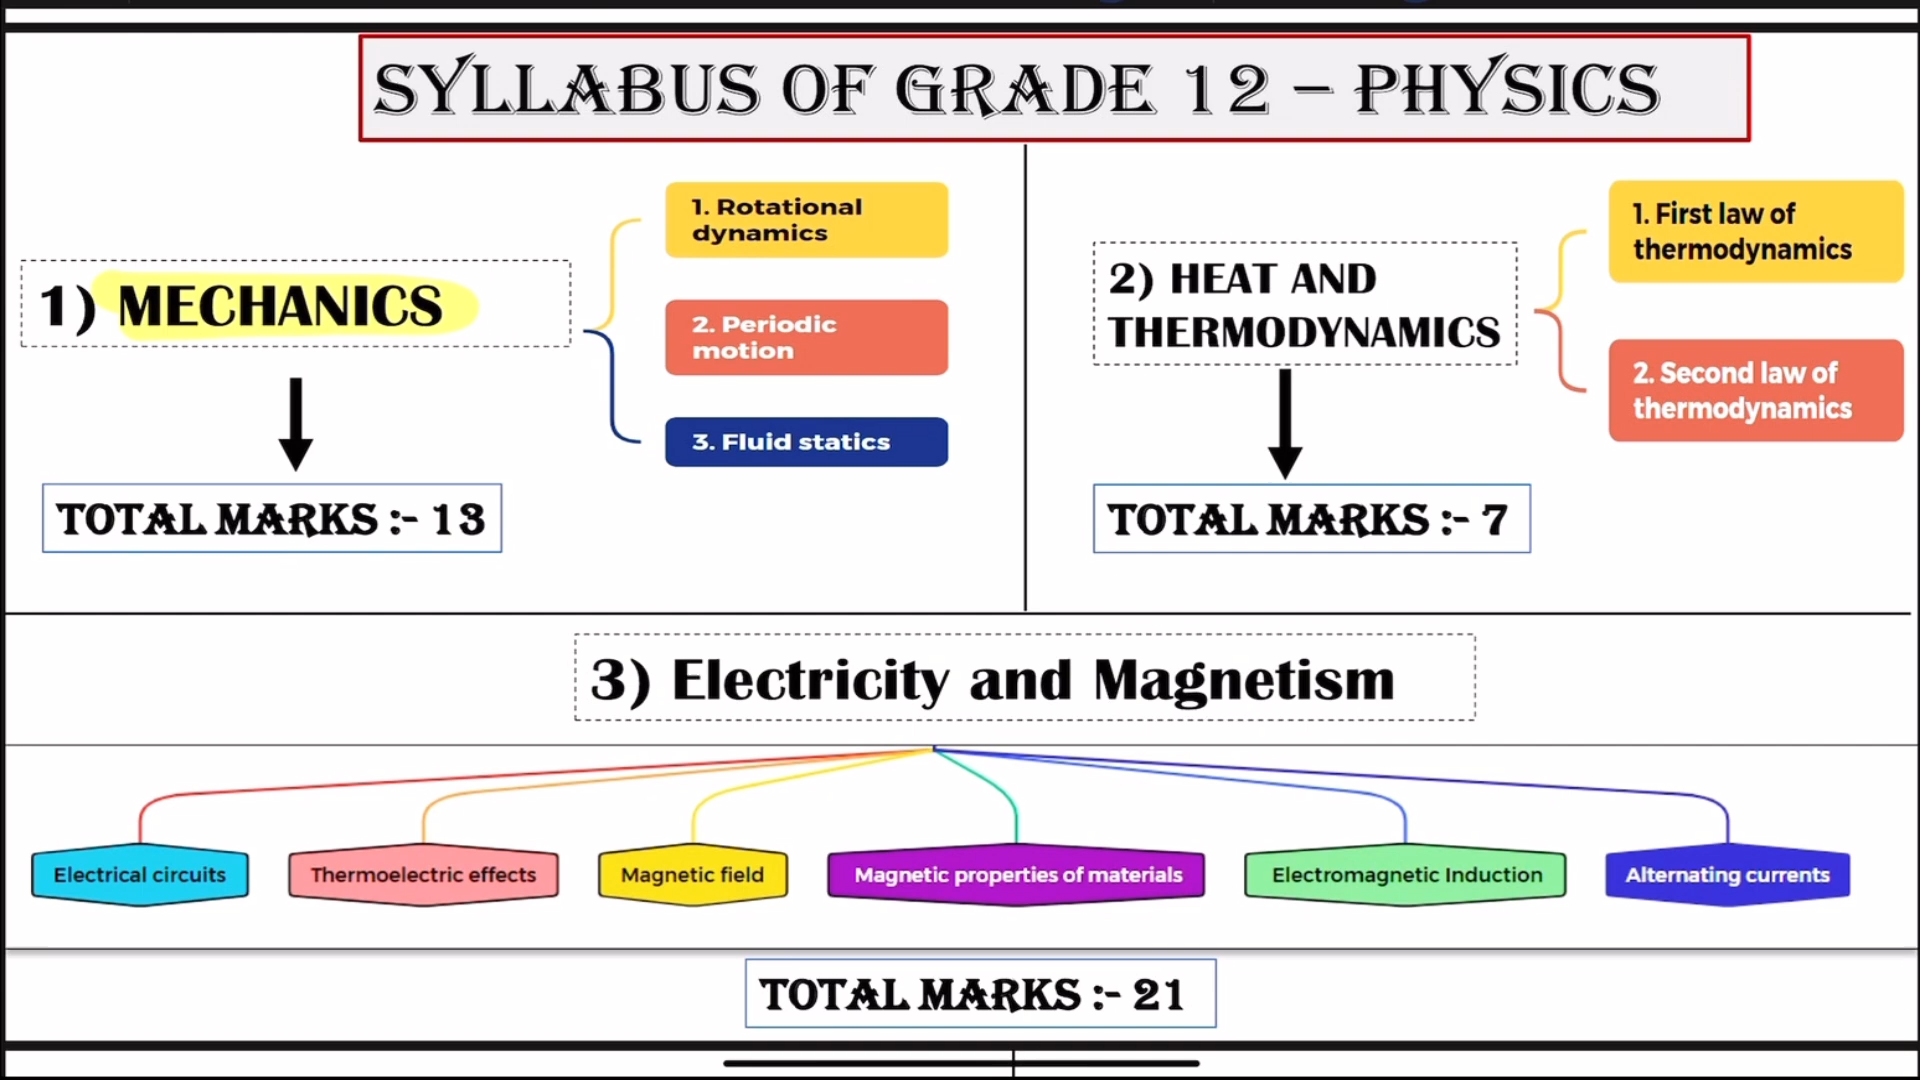 SYLLABUS OF GRADE 12 – PHYSICS
1) MECHANICS
1. Rotational
dynamics
2. Periodic
motion
3. Fluid statics
TOTAL MARKS :- 13
2) HEAT AND
THERMODYNAMICS
1. First law of
thermodynamics
2. Second law of
thermodynamics
TOTAL MARKS :- 7
3) Electricity and Magnetism
Electrical circuits
Thermoelectric effects
Magnetic field
Magnetic properties of materials
Electromagnetic Induction
Alternating currents
TOTAL MARKS :- 21